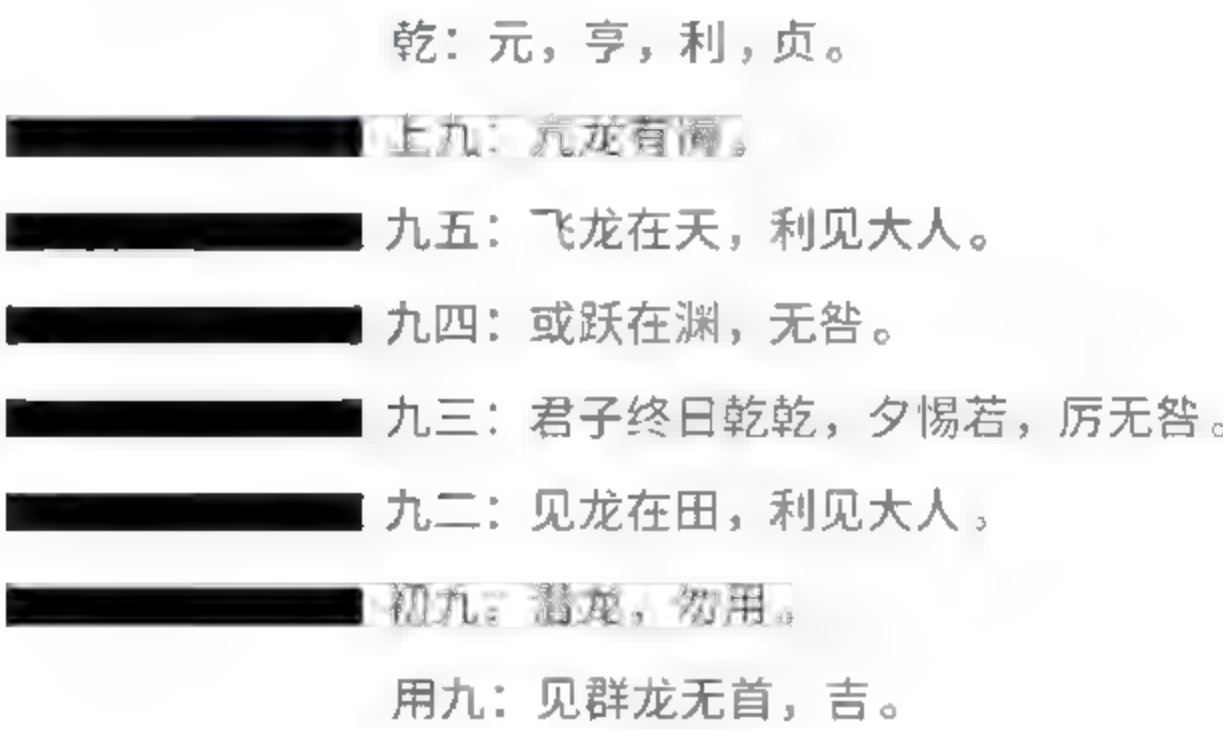 乾：元，亨，利，贞。
上九：亢龙有悔。
九五：飞龙在天，利见大人。
九四：或跃在渊，无咎。
九三：君子终日乾乾，夕惕若，厉无咎。
九二：见龙在田，利见大人，
初九：潜龙，勿用。
用九：见群龙无首，吉。